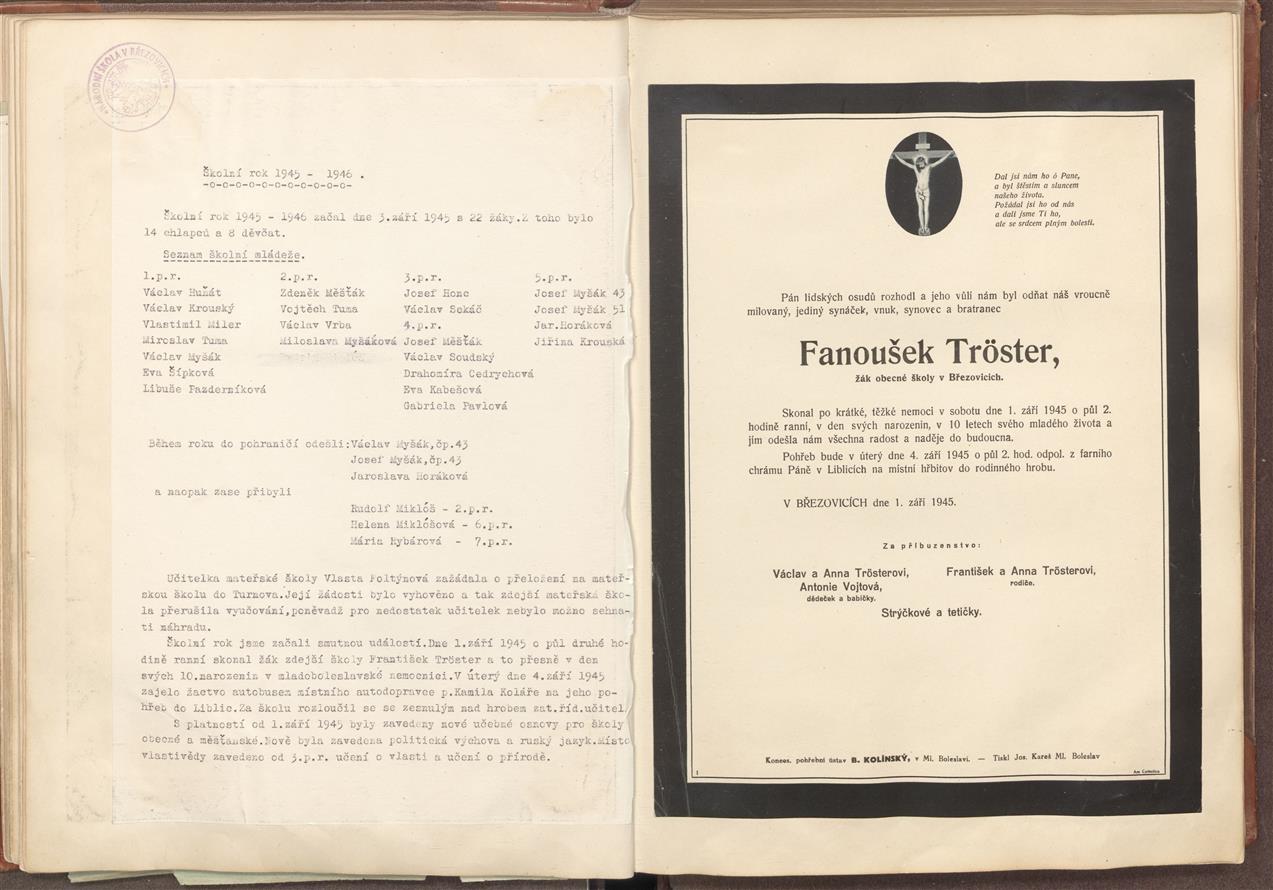 NÁRODNÍ ŠKOLA V BŘEZOVICÍCH
Školní rok 1945 - 1946 .
-o-o-o-o-o-o-o-o-o-o-o-
Školní rok 1945 - 1946 začal dne 3.září 1945 s 22 žáky.Z toho bylo
14 chlapců a 8 děvčat.
Seznam školní mládeže.
1.p.r. 2.p.r. 3.p.r. 5.p.r.
Václav Huňát Zdeněk Měšťák Josef Honc Josef Myšák 43
Václav Krouský Vojtěch Tuma Václav Sekáč Josef Myšák 51
Vlastimil Miler Václav Vrba 4.p.r. Jar.Horáková
Miroslav Tuma Miloslava Myšáková Josef Měšťák Jiřina Krouská
Václav Myšák Václav Soudský
Eva Šípková Drahomíra Cedrychová
Libuše Pazderníková Eva Kabešová
Gabriela Pavlová
Během roku do pohraničí odešli:Václav Myšák,čp.43
Josef Myšák,čp.43
Jaroslava Horáková
a naopak zase přibyli
Rudolf Miklóš - 2.p.r.
Helena Miklóšová - 6.p.r.
Mária Rybárová - 7.p.r.
Učitelka mateřské školy Vlasta Foltýnová zažádala o přeložení na mateř-
skou školu do Turnova.Její žádosti bylo vyhověno a tak zdejší mateřská ško-
la přerušila vyučování,poněvadž pro nedostatek učitelek nebylo možno sehna-
ti náhradu.
Školní rok jsme začali smutnou událostí.Dne 1.září 1945 o půl druhé ho-
dině ranní skonal žák zdejší školy František Tröster a to přesně v den
svých 10.narozenin v mladoboleslavské nemocnici.V úterý dne 4.září 1945
zajelo žactvo autobusem místního autodopravce p.Kamila Koláře na jeho po-
hřeb do Liblic.Za školu rozloučil se se zesnulým nad hrobem zat.říd.učitel.
S platností od 1.září 1945 byly zavedeny nové učebné osnovy pro školy
obecné a měšťanské.Nově byla zavedena politická výchova a ruský jazyk.Místo
vlastivědy zavedeno od 3.p.r. učení o vlasti a učení o přírodě.
Dal jsi nám ho ó Pane,
a byl štěstím a sluncem
našeho života.
Požádal jsi ho od nás
a dali jsme Ti ho,
ale se srdcem plným bolesti.
Pán lidských osudů rozhodl a jeho vůlí nám byl odňat náš vroucně
milovaný, jediný synáček, vnuk, synovec a bratranec
Fanoušek Tröster,
žák obecné školy v Březovicích.
Skonal po krátké, těžké nemoci v sobotu dne 1. září 1945 o půl 2.
hodině ranní, v den svých narozenin, v 10 letech svého mladého života a
jím odešla nám všechna radost a naděje do budoucna.
Pohřeb bude v úterý dne 4. září 1945 o půl 2. hod. odpol. z farního
chrámu Páně v Liblicích na místní hřbitov do rodinného hrobu.
V BŘEZOVICÍCH dne 1. září 1945.
Za příbuzenstvo:
Václav a Anna Trösterovi, František a Anna Trösterovi,
Antonie Vojtová, rodiče.
dědeček a babičky.
Strýčkové a tetičky.
Konces. pohřební ústav B. KOLÍNSKÝ, v Ml. Boleslavi. — Tiskl Jos. Kareš Ml. Boleslav
1